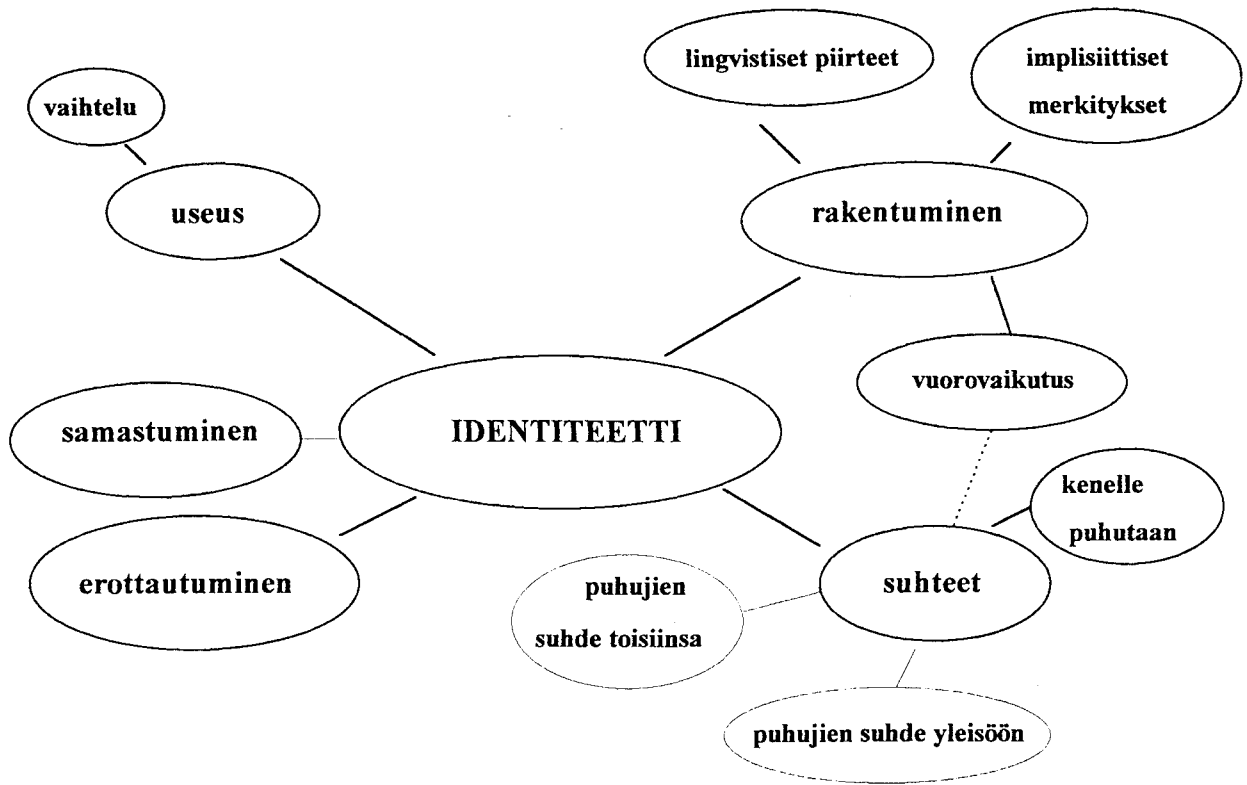 lingvistiset piirteet
implisiittiset
merkitykset
vaihtelu
useus
rakentuminen
vuorovaikutus
samastuminen
IDENTITEETTI
kenelle
puhutaan
erottautuminen
puhujien
suhde toisiinsa
suhteet
puhujien suhde yleisöön